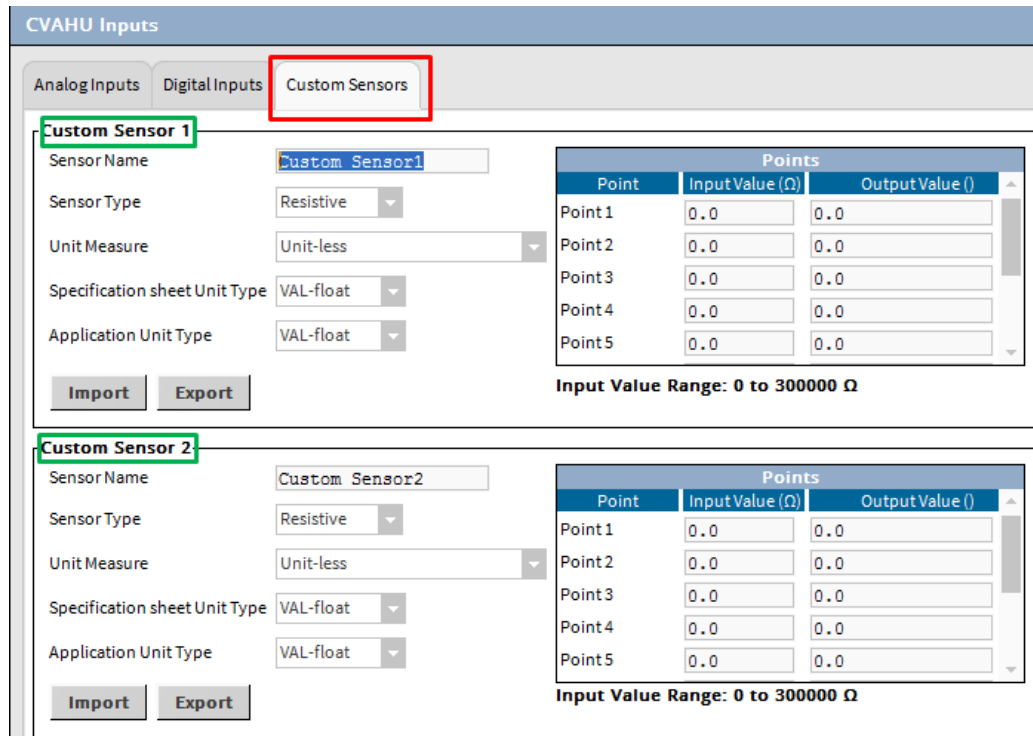 CVAHU Inputs
Analog Inputs Digital Inputs Custom Sensors
Custom Sensor 1
Sensor Name Custom Sensor1
Sensor Type Resistive
Unit Measure Unit-less
Specification sheet Unit Type VAL-float
Application Unit Type VAL-float
Import Export
Points
Point Input Value (Ω) Output Value ()
Point 1 0.0 0.0
Point 2 0.0 0.0
Point 3 0.0 0.0
Point 4 0.0 0.0
Point 5 0.0 0.0
Input Value Range: 0 to 300000 Ω
Custom Sensor 2
Sensor Name Custom Sensor2
Sensor Type Resistive
Unit Measure Unit-less
Specification sheet Unit Type VAL-float
Application Unit Type VAL-float
Import Export
Points
Point Input Value (Ω) Output Value ()
Point 1 0.0 0.0
Point 2 0.0 0.0
Point 3 0.0 0.0
Point 4 0.0 0.0
Point 5 0.0 0.0
Input Value Range: 0 to 300000 Ω